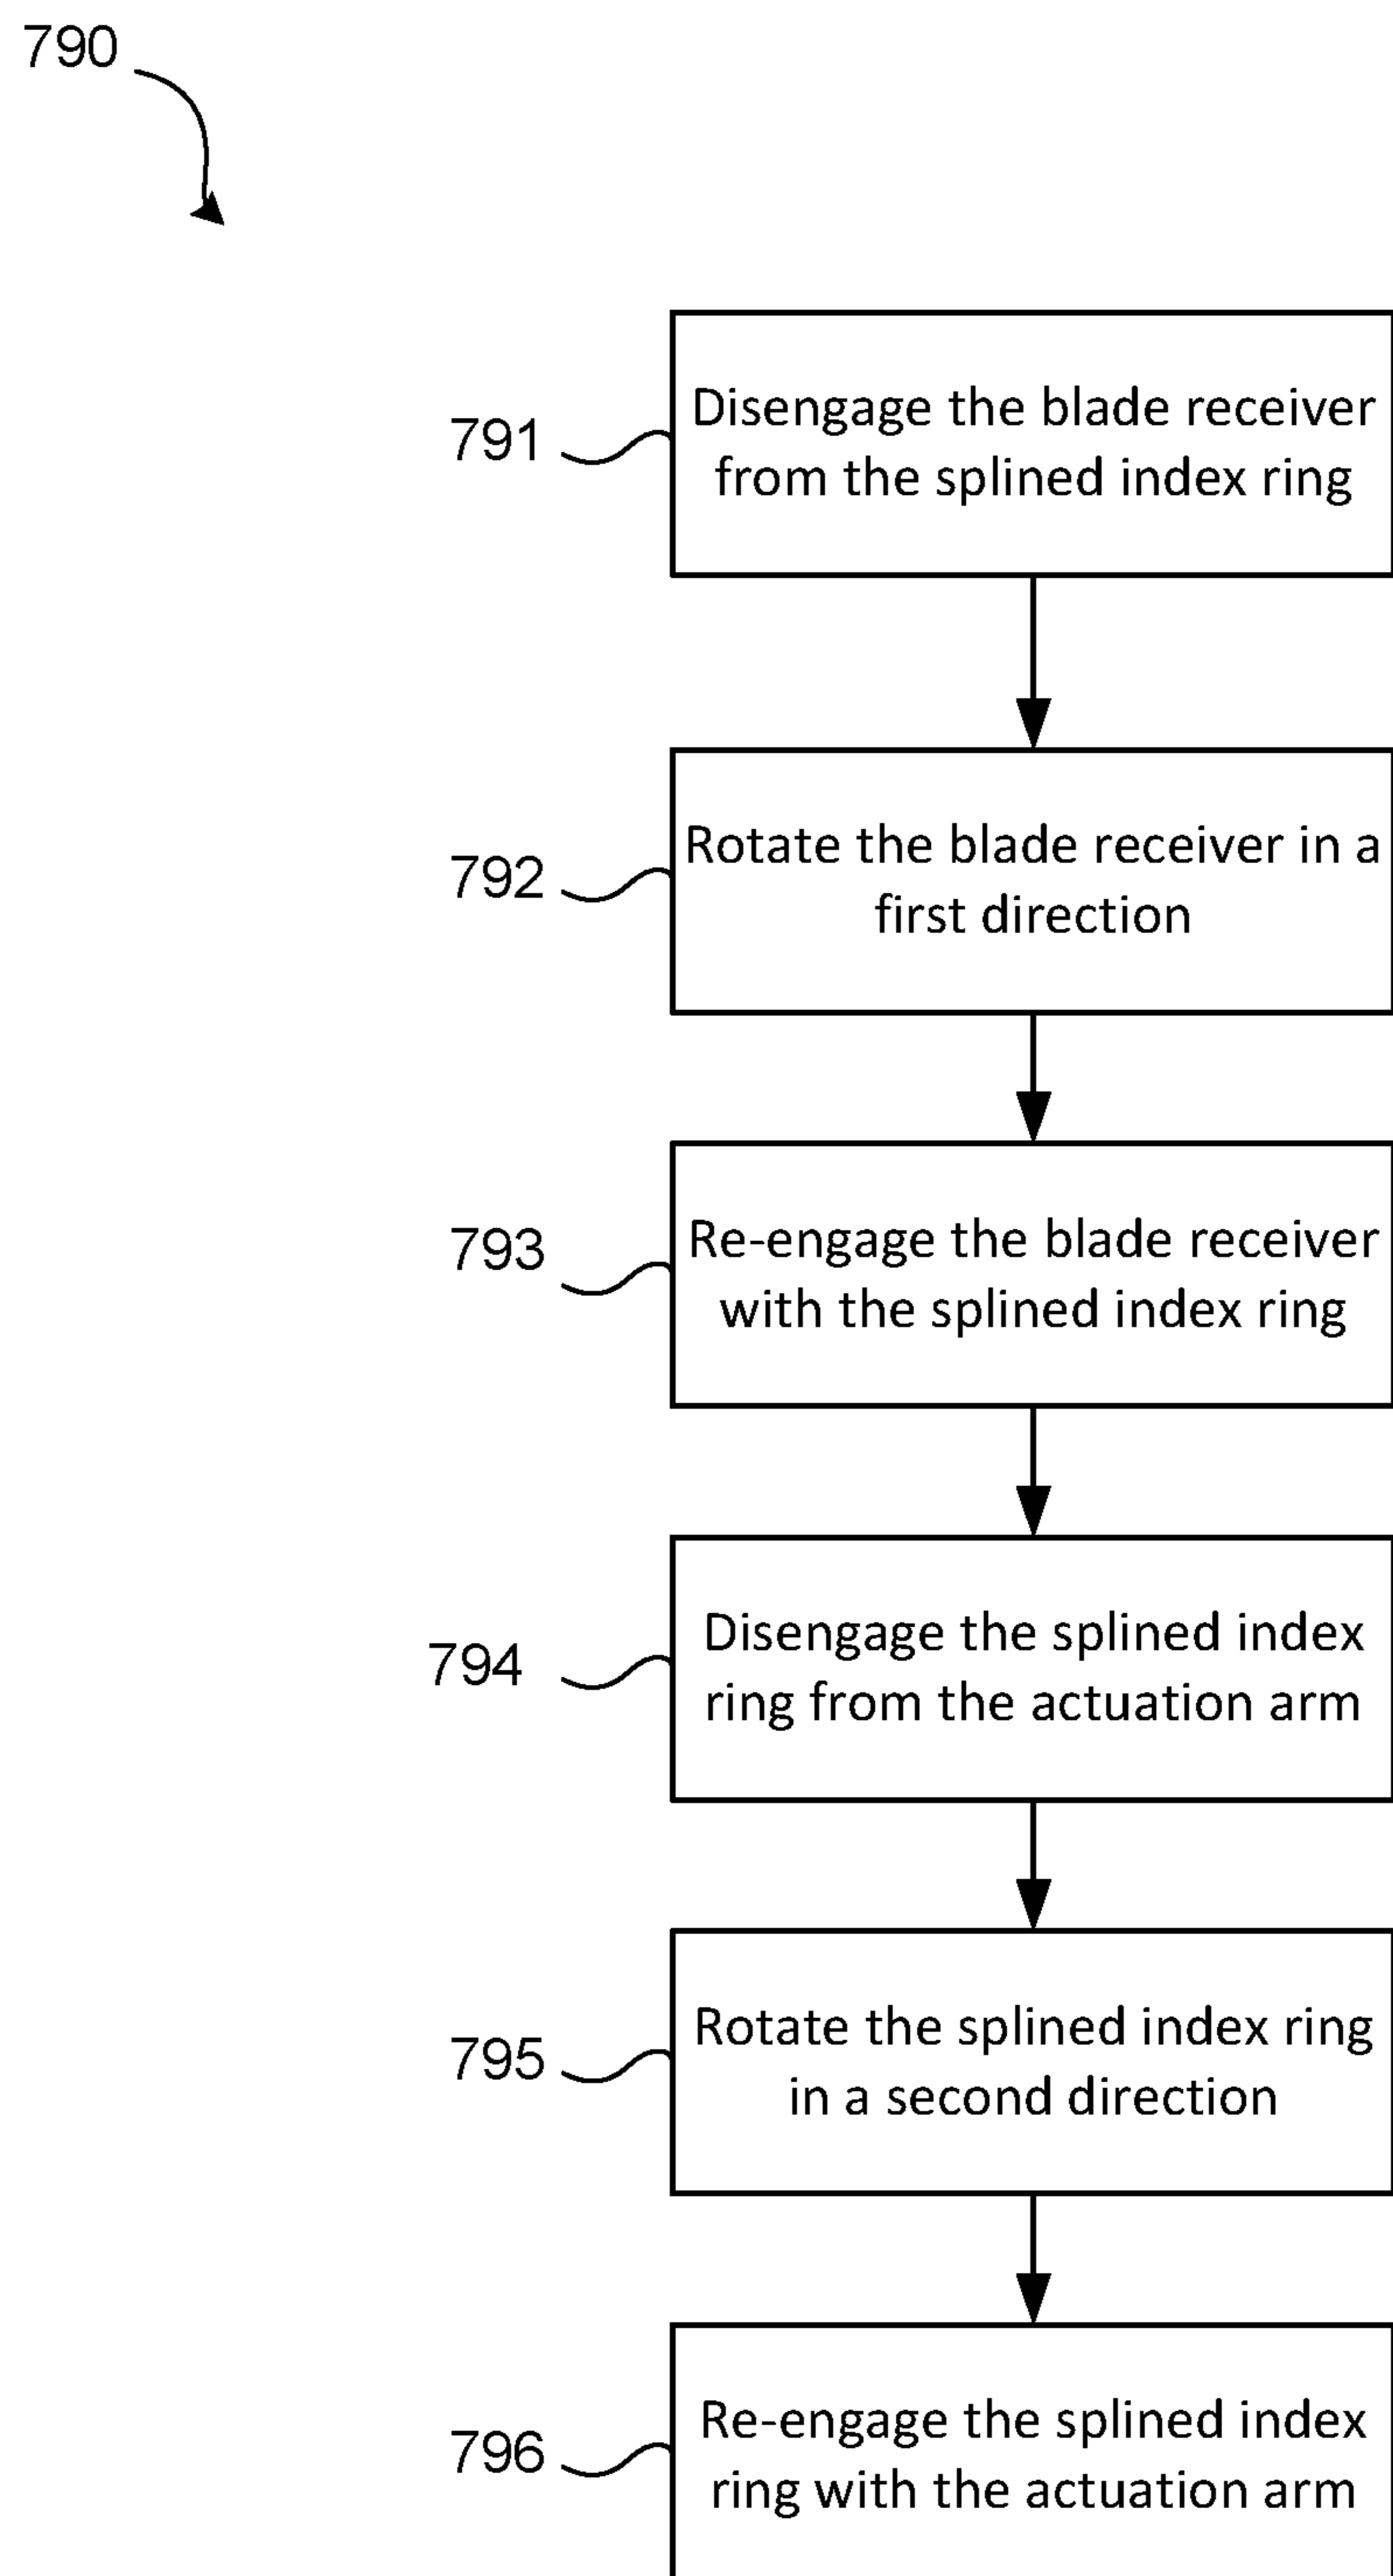 790
791
Disengage the blade receiver
from the splined index ring
792
Rotate the blade receiver in a
first direction
793
Re-engage the blade receiver
with the splined index ring
794
Disengage the splined index
ring from the actuation arm
795
Rotate the splined index ring
in a second direction
796
Re-engage the splined index
ring with the actuation arm